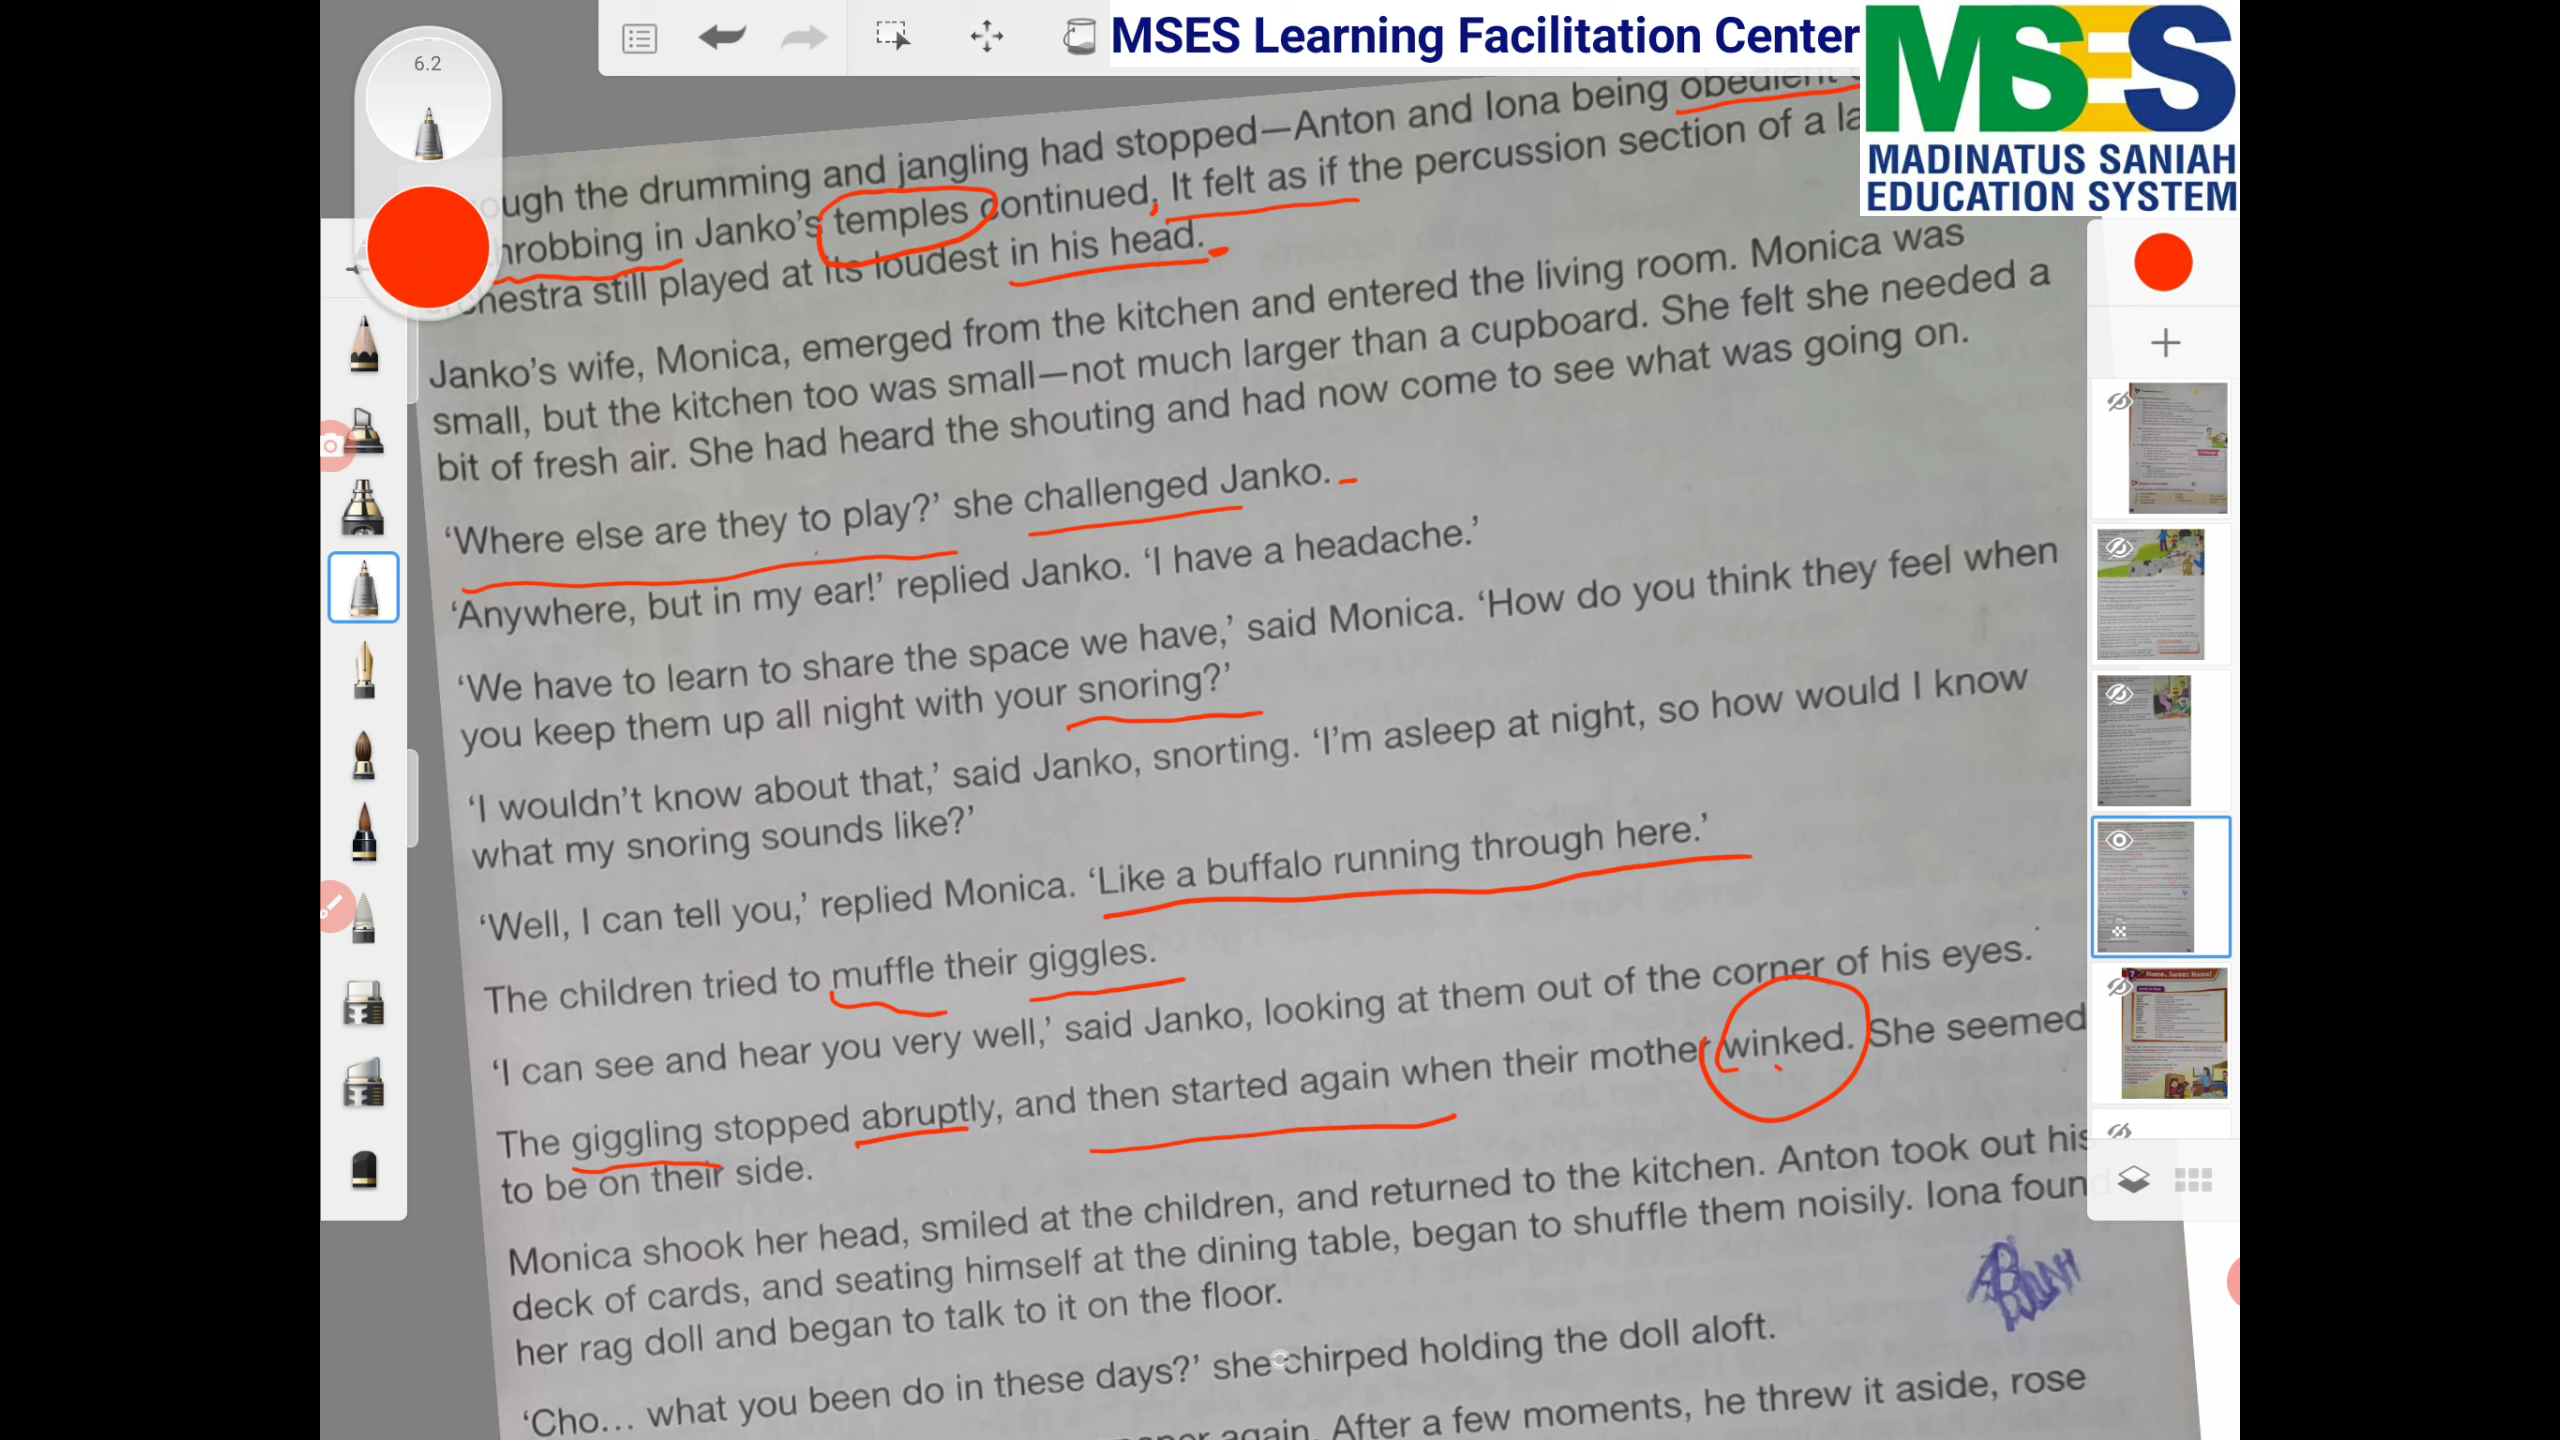 6.2
MSES Learning Facilitation Center
MSES
MADINATUS SANIAH
EDUCATION SYSTEM
ough the drumming and jangling had stopped—Anton and Iona being obedient
hrobbing in Janko's temples continued. It felt as if the percussion section of a la
hestra still played at its loudest in his head.
Janko's wife, Monica, emerged from the kitchen and entered the living room. Monica was
small, but the kitchen too was small—not much larger than a cupboard. She felt she needed a
bit of fresh air. She had heard the shouting and had now come to see what was going on.
'Where else are they to play?' she challenged Janko.
'Anywhere, but in my ear!' replied Janko. 'I have a headache.'
'We have to learn to share the space we have,' said Monica. 'How do you think they feel when
you keep them up all night with your snoring?'
'I wouldn't know about that,' said Janko, snorting. 'I'm asleep at night, so how would I know
what my snoring sounds like?'
'Well, I can tell you,' replied Monica. 'Like a buffalo running through here.'
The children tried to muffle their giggles.
'I can see and hear you very well,' said Janko, looking at them out of the corner of his eyes.
The giggling stopped abruptly, and then started again when their mother winked. She seemed
to be on their side.
Monica shook her head, smiled at the children, and returned to the kitchen. Anton took out his
deck of cards, and seating himself at the dining table, began to shuffle them noisily. Iona foun
her rag doll and began to talk to it on the floor.
'Cho... what you been do in these days?' she chirped holding the doll aloft.
again. After a few moments, he threw it aside, rose
7 Home, Sweet Home!